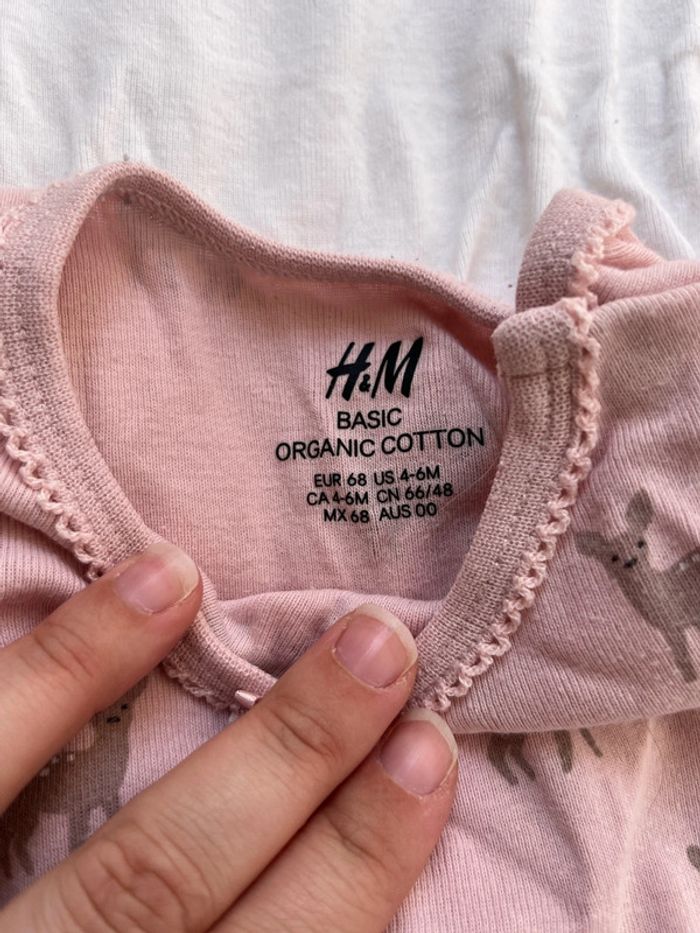 H&M
BASIC
ORGANIC COTTON
EUR 68 US 4-6M
CA 4-6M CN 66/48
MX 68 AUS 00